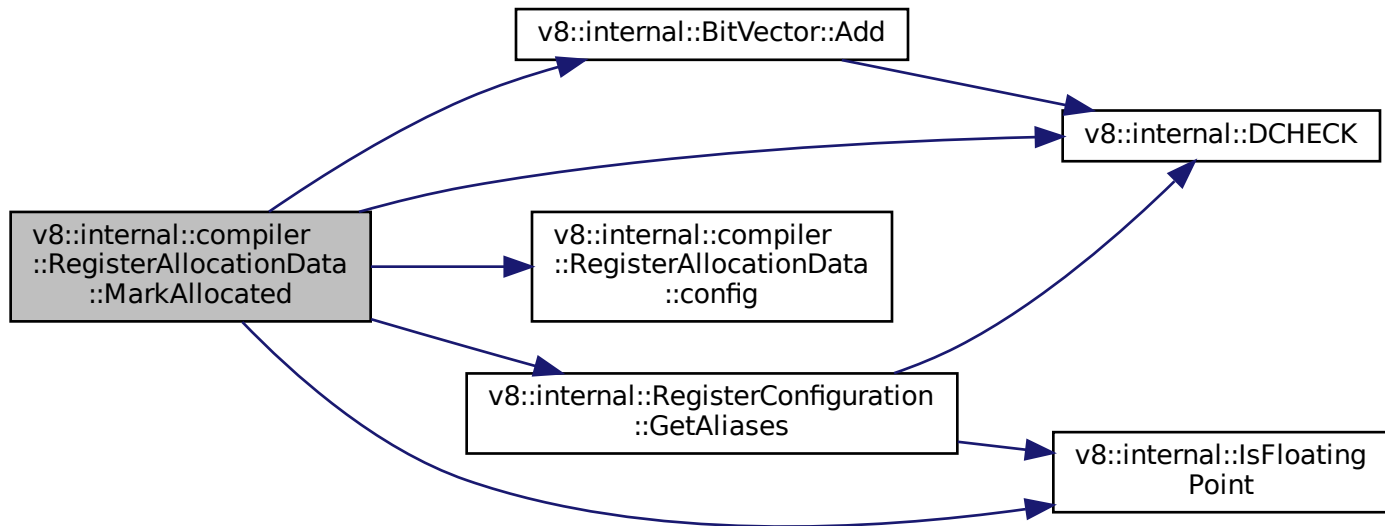 v8::internal::BitVector::Add
v8::internal::DCHECK
v8::internal::compiler
::RegisterAllocationData
::MarkAllocated
v8::internal::compiler
::RegisterAllocationData
::config
v8::internal::RegisterConfiguration
::GetAliases
v8::internal::IsFloating
Point